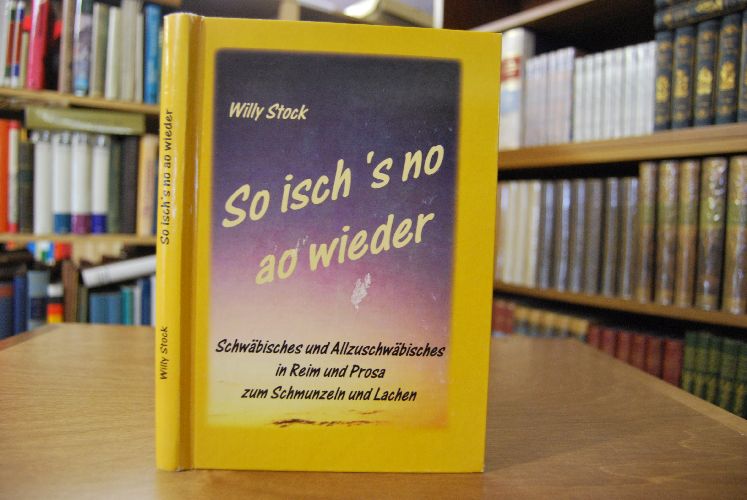 So isch's no ao wieder
Willy Stock
Willy Stock
So isch 's no
ao wieder
Schwäbisches und Allzuschwäbisches
in Reim und Prosa
zum Schmunzeln und Lachen